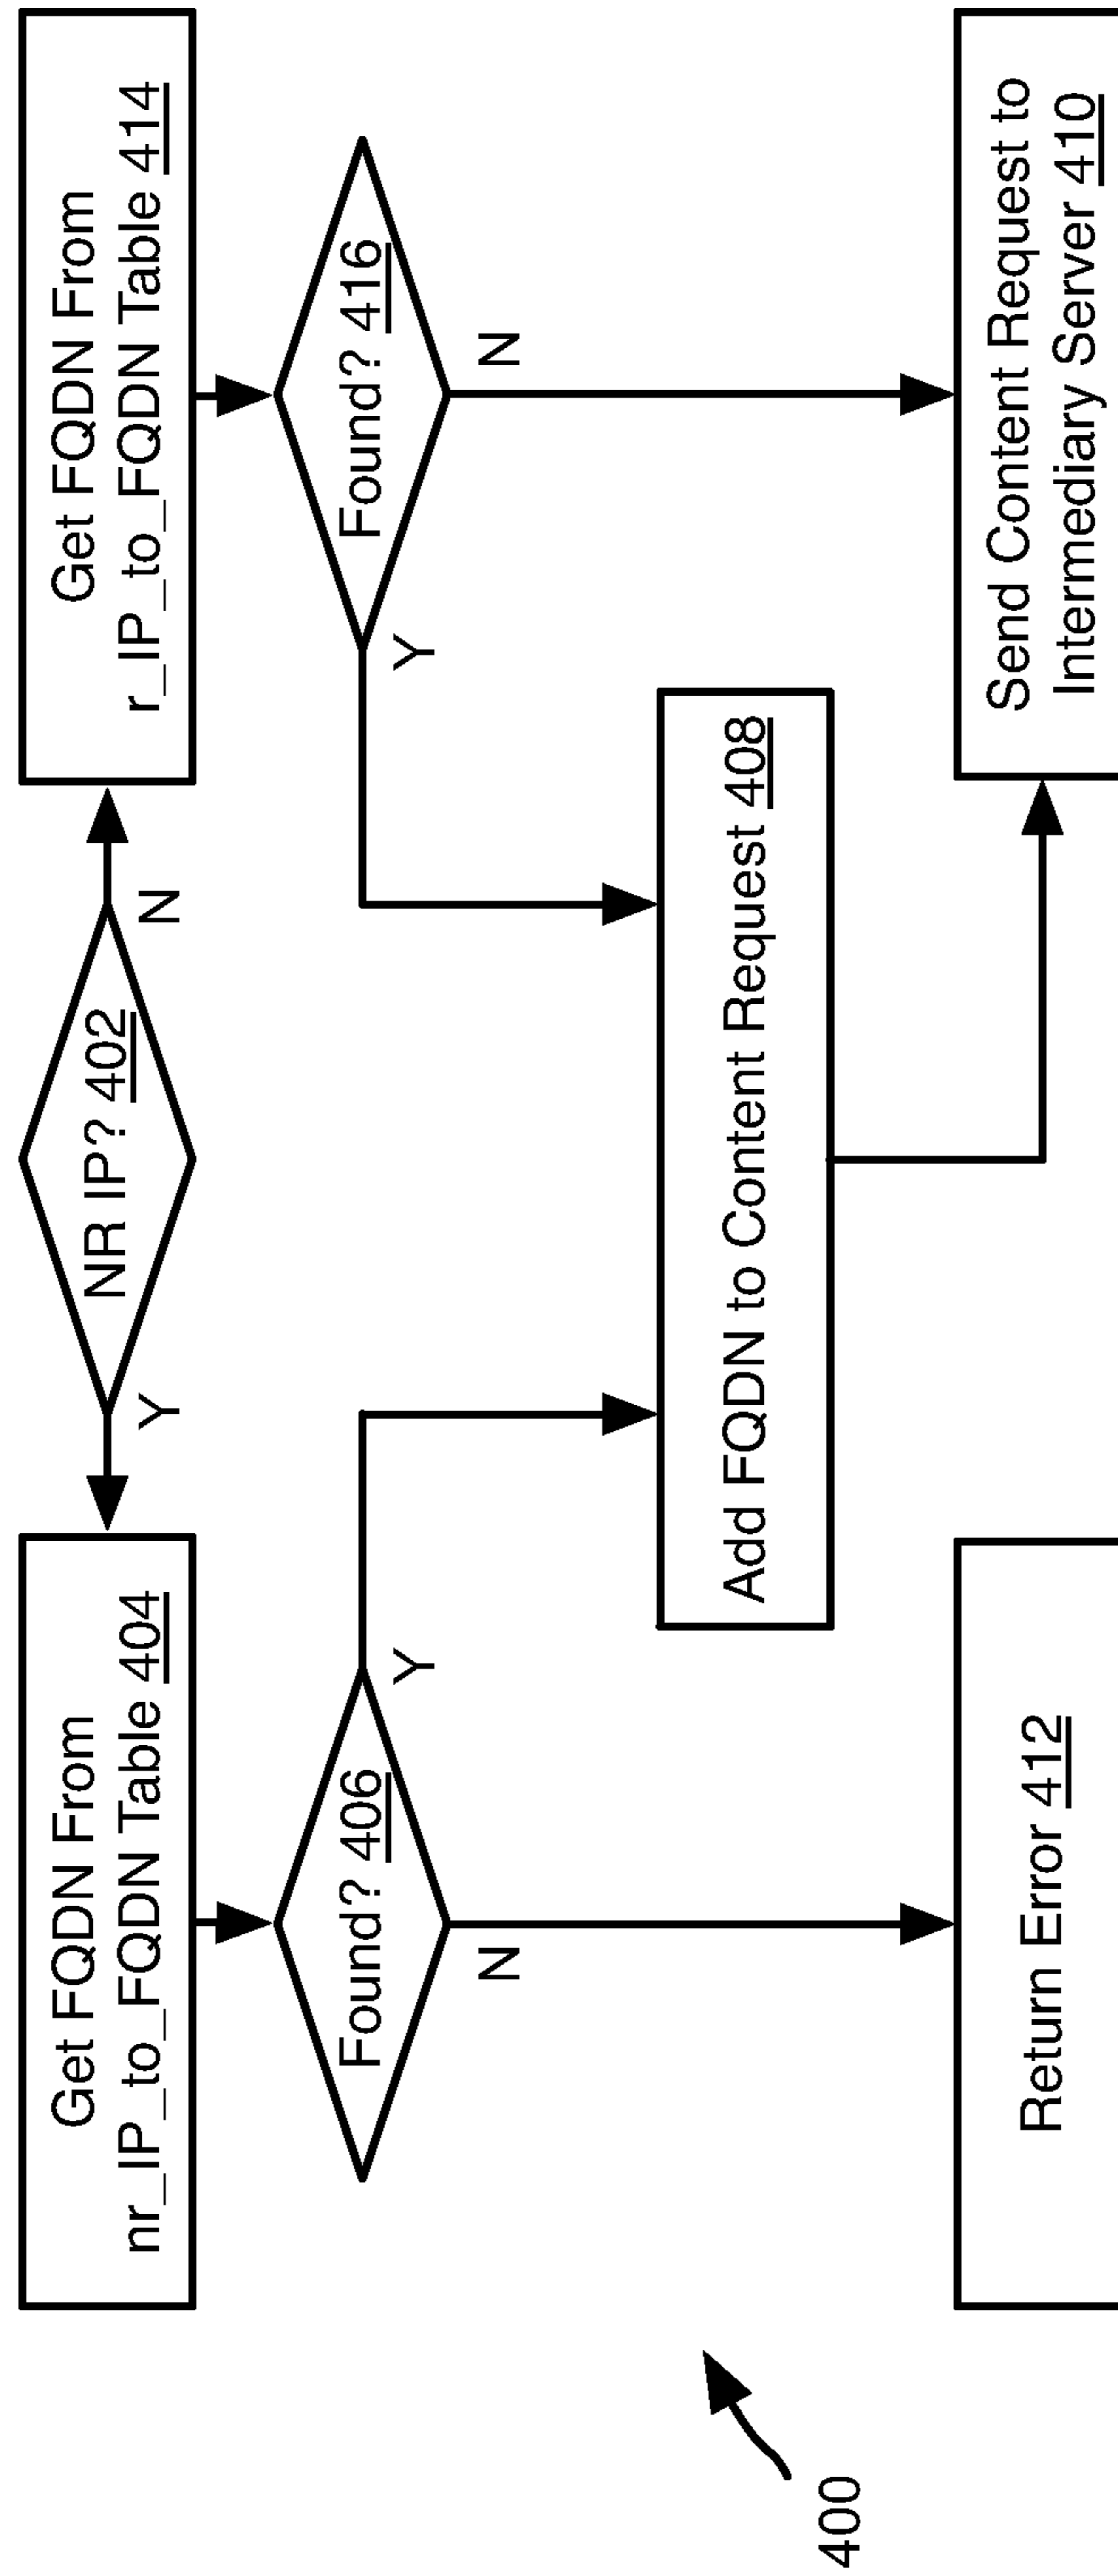 NR IP? 402
Y
N
Get FQDN From
nr_IP_to_FQDN Table 404
Get FQDN From
r_IP_to_FQDN Table 414
Found? 406
Y
N
Found? 416
Y
N
Add FQDN to Content Request 408
Return Error 412
Send Content Request to
Intermediary Server 410
400